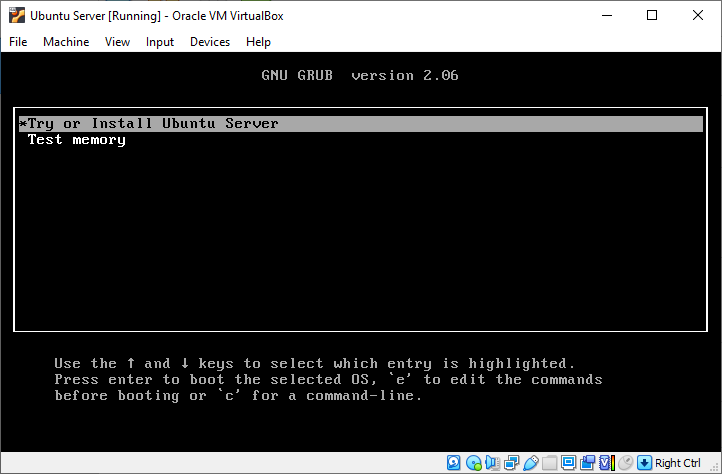 Ubuntu Server [Running] - Oracle VM VirtualBox
File Machine View Input Devices Help
GNU GRUB version 2.06
*Try or Install Ubuntu Server
Test memory
Use the ↑ and ↓ keys to select which entry is highlighted.
Press enter to boot the selected OS, `e' to edit the commands
before booting or `c' for a command-line.
Right Ctrl